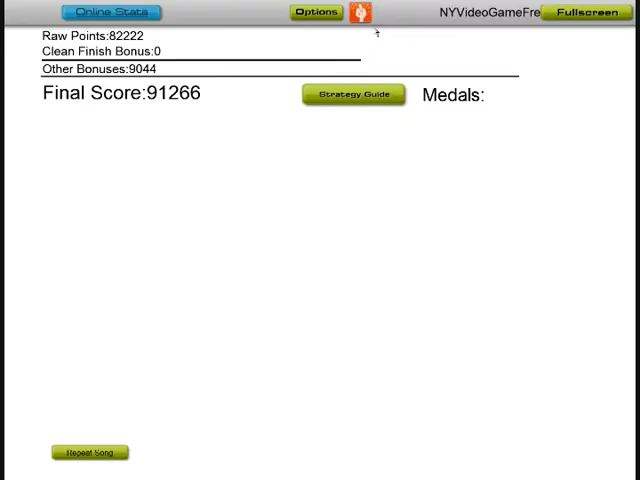 Online Stats
Options
NYVideoGameFre
Fullscreen
Raw Points:82222
Clean Finish Bonus:0
Other Bonuses:9044
Final Score:91266
Strategy Guide
Medals:
Repeat Song